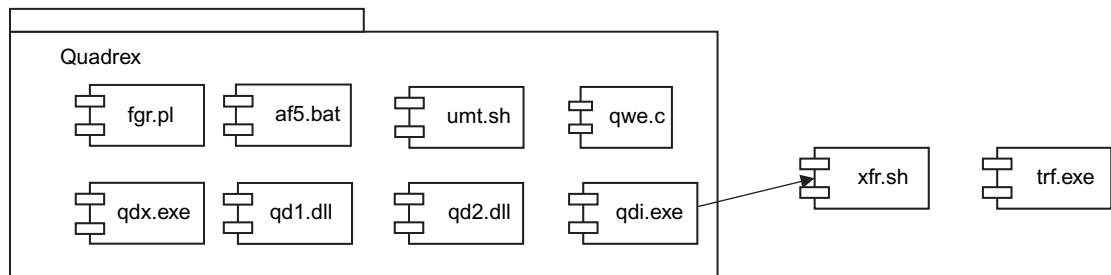 Quadrex
fgr.pl
af5.bat
umt.sh
qwe.c
xfr.sh
trf.exe
qdx.exe
qd1.dll
qd2.dll
qdi.exe